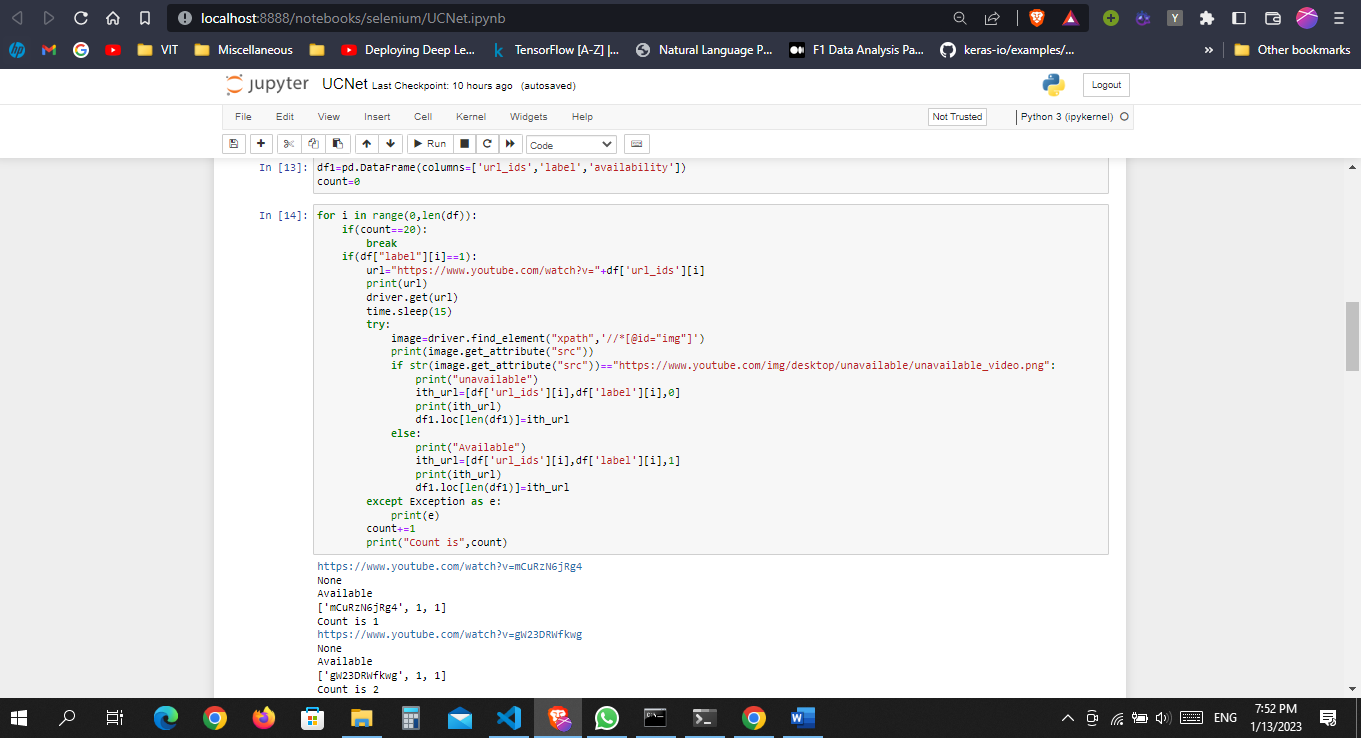 localhost:8888/notebooks/selenium/UCNet.ipynb
VIT
Miscellaneous
Deploying Deep Le...
TensorFlow [A-Z] |...
Natural Language P...
F1 Data Analysis Pa...
keras-io/examples/...
»
Other bookmarks
jupyter UCNet Last Checkpoint: 10 hours ago (autosaved)
Logout
File Edit View Insert Cell Kernel Widgets Help
Not Trusted
Python 3 (ipykernel)
Run
Code
In [13]: df1=pd.DataFrame(columns=['url_ids','label','availability'])
count=0
In [14]: for i in range(0,len(df)):
    if(count==20):
        break
    if(df["label"][i]==1):
        url="https://www.youtube.com/watch?v="+df['url_ids'][i]
        print(url)
        driver.get(url)
        time.sleep(15)
        try:
            image=driver.find_element("xpath",'//*[@id="img"]')
            print(image.get_attribute("src"))
            if str(image.get_attribute("src"))=="https://www.youtube.com/img/desktop/unavailable/unavailable_video.png":
                print("unavailable")
                ith_url=[df['url_ids'][i],df['label'][i],0]
                print(ith_url)
                df1.loc[len(df1)]=ith_url
            else:
                print("Available")
                ith_url=[df['url_ids'][i],df['label'][i],1]
                print(ith_url)
                df1.loc[len(df1)]=ith_url
        except Exception as e:
            print(e)
        count+=1
        print("Count is",count)
https://www.youtube.com/watch?v=mCuRzN6jRg4
None
Available
['mCuRzN6jRg4', 1, 1]
Count is 1
https://www.youtube.com/watch?v=gW23DRWfkwg
None
Available
['gW23DRWfkwg', 1, 1]
Count is 2
ENG
7:52 PM
1/13/2023